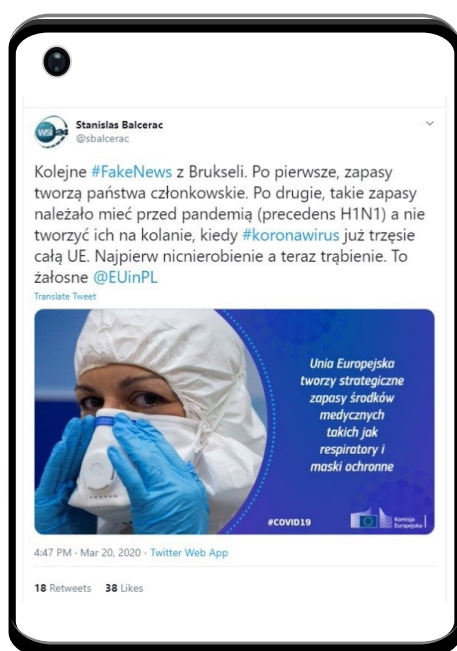 WSI24
Stanislas Balcerac
@sbalcerac
Kolejne #FakeNews z Brukseli. Po pierwsze, zapasy
tworzą państwa członkowskie. Po drugie, takie zapasy
należało mieć przed pandemią (precedens H1N1) a nie
tworzyć ich na kolanie, kiedy #koronawirus już trzęsie
całą UE. Najpierw nicnierobienie a teraz trąbienie. To
żałosne @EUinPL
Translate Tweet
Unia Europejska
tworzy strategiczne
zapasy środków
medycznych
takich jak
respiratory i
maski ochronne
#COVID19
Komisja
Europejska
4:47 PM · Mar 20, 2020 · Twitter Web App
18 Retweets 38 Likes